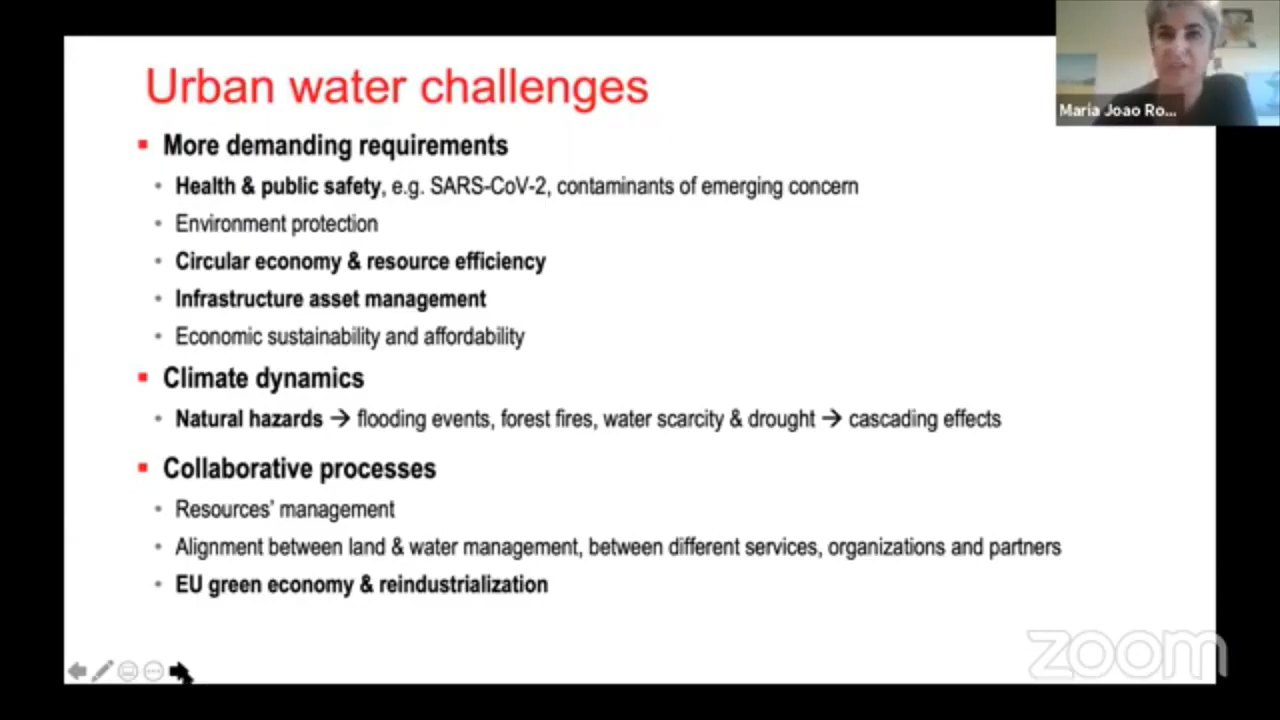 Urban water challenges
Maria Joao Ro...
More demanding requirements
Health & public safety, e.g. SARS-CoV-2, contaminants of emerging concern
Environment protection
Circular economy & resource efficiency
Infrastructure asset management
Economic sustainability and affordability
Climate dynamics
Natural hazards → flooding events, forest fires, water scarcity & drought → cascading effects
Collaborative processes
Resources’ management
Alignment between land & water management, between different services, organizations and partners
EU green economy & reindustrialization
zoom